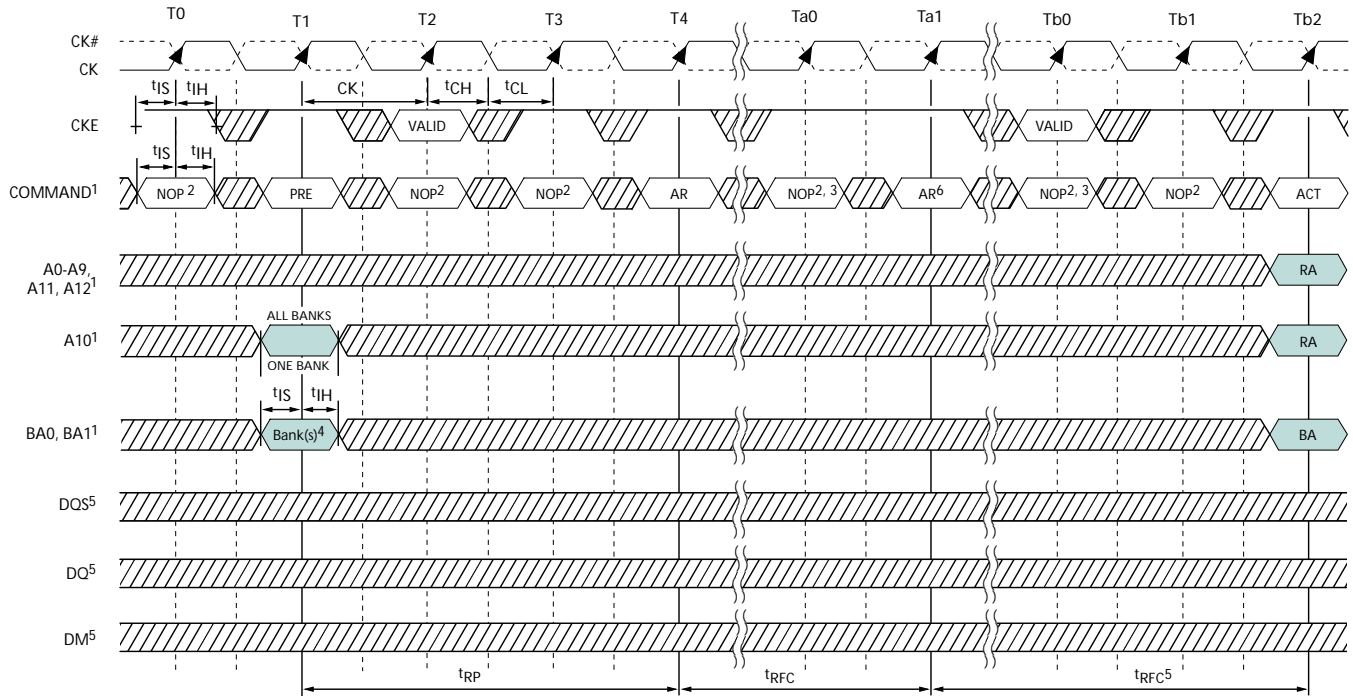 T0 T1 T2 T3 T4 Ta0 Ta1 Tb0 Tb1 Tb2
CK#
CK
tIS tIH CK tCH tCL
CKE VALID VALID
tIS tIH
COMMAND1 NOP 2 PRE NOP2 NOP2 AR NOP2, 3 AR6 NOP2, 3 NOP2 ACT
A0-A9,
A11, A121 RA
ALL BANKS
A101 RA
ONE BANK
tIS tIH
BA0, BA11 Bank(s)4 BA
DQS5
DQ5
DM5
tRP tRFC tRFC5